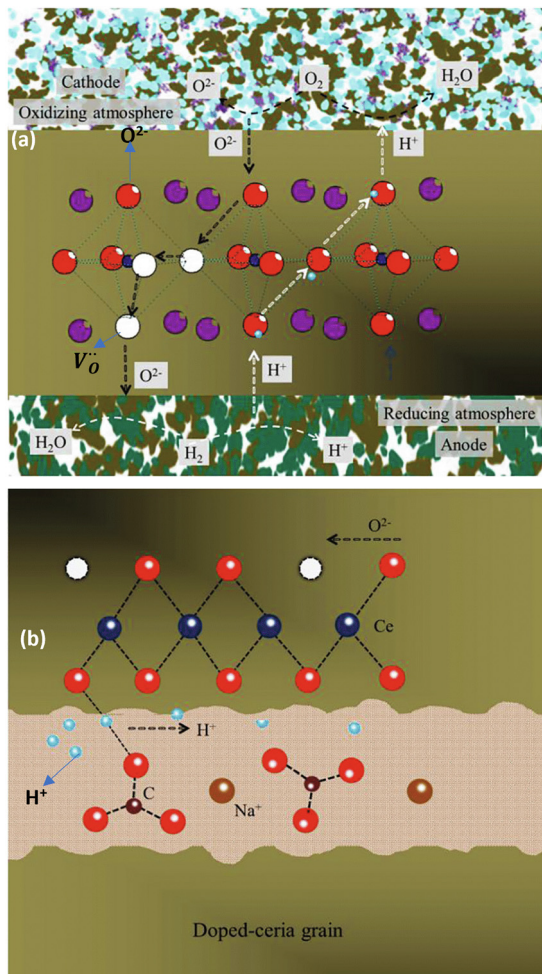 Cathode
O²⁻
O₂
H₂O
Oxidizing atmosphere
(a)
O²⁻
O²⁻
H⁺
V_O^¨
O²⁻
H⁺
Reducing atmosphere
H₂O
H₂
H⁺
Anode
O²⁻
(b)
Ce
H⁺
H⁺
C
Na⁺
Doped-ceria grain